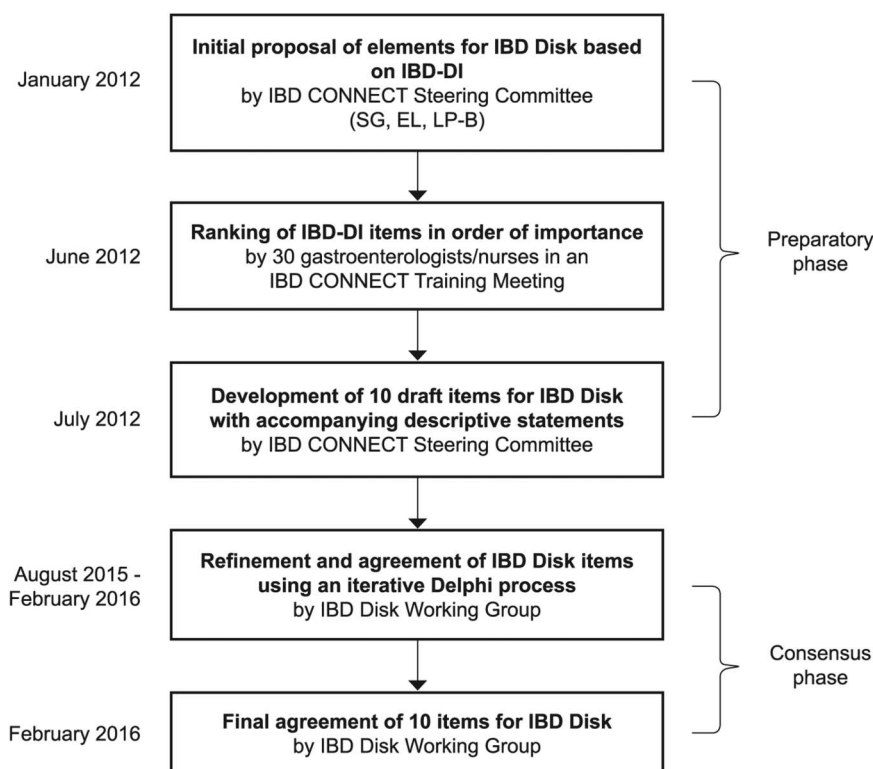 January 2012
Initial proposal of elements for IBD Disk based
on IBD-DI
by IBD CONNECT Steering Committee
(SG, EL, LP-B)
June 2012
Ranking of IBD-DI items in order of importance
by 30 gastroenterologists/nurses in an
IBD CONNECT Training Meeting
Preparatory
phase
July 2012
Development of 10 draft items for IBD Disk
with accompanying descriptive statements
by IBD CONNECT Steering Committee
August 2015 -
February 2016
Refinement and agreement of IBD Disk items
using an iterative Delphi process
by IBD Disk Working Group
Consensus
phase
February 2016
Final agreement of 10 items for IBD Disk
by IBD Disk Working Group